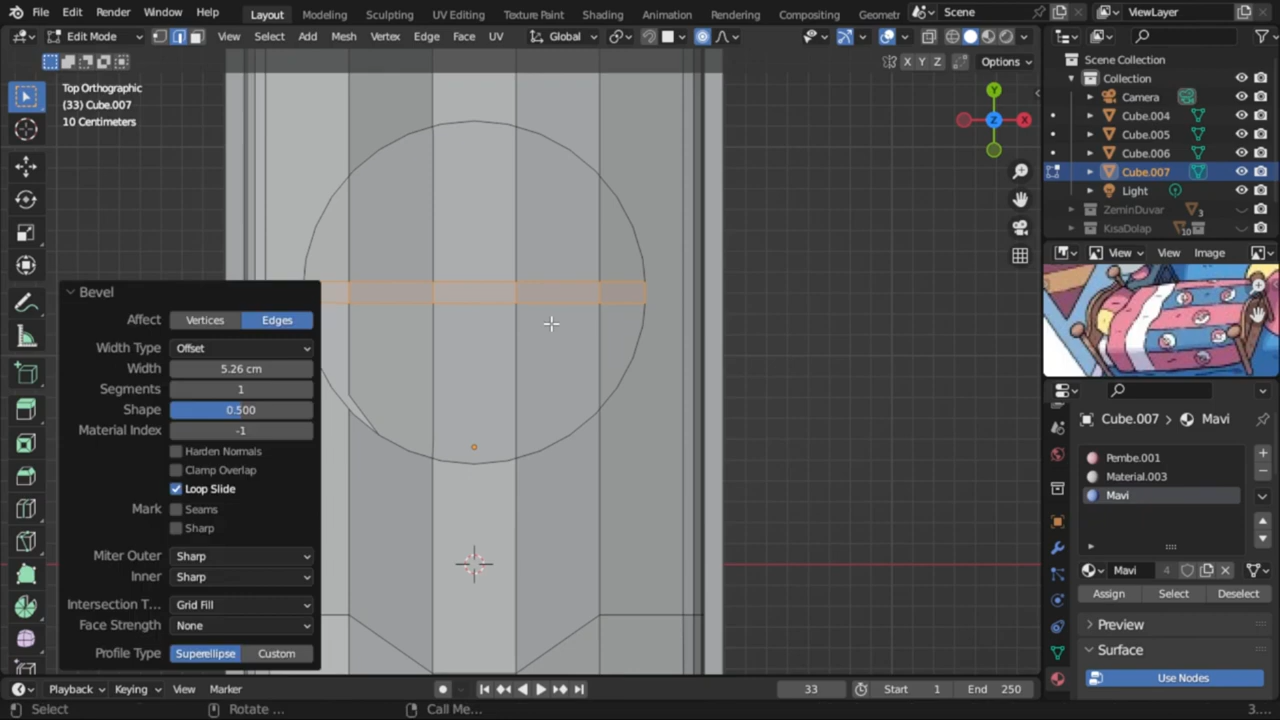 File Edit Render Window Help Layout Modeling Sculpting UV Editing Texture Paint Shading Animation Rendering Compositing Geometr Scene ViewLayer
Edit Mode View Select Add Mesh Vertex Edge Face UV Global
X Y Z Options
Top Orthographic
(33) Cube.007
10 Centimeters
Y
Z X
Scene Collection
Collection
Camera
Cube.004
Cube.005
Cube.006
Cube.007
Light
ZeminDuvar 3
KısaDolap 10
View View Image
Bevel
Affect Vertices Edges
Width Type Offset
Width 5.26 cm
Segments 1
Shape 0.500
Material Index -1
Harden Normals
Clamp Overlap
Loop Slide
Mark Seams
Sharp
Miter Outer Sharp
Inner Sharp
Intersection T... Grid Fill
Face Strength None
Profile Type Superellipse Custom
Cube.007 > Mavi
Pembe.001
Material.003
Mavi
Mavi 4
Assign Select Deselect
Preview
Surface
Use Nodes
Playback Keying View Marker 33 Start 1 End 250
Select Rotate ... Call Me... 3....